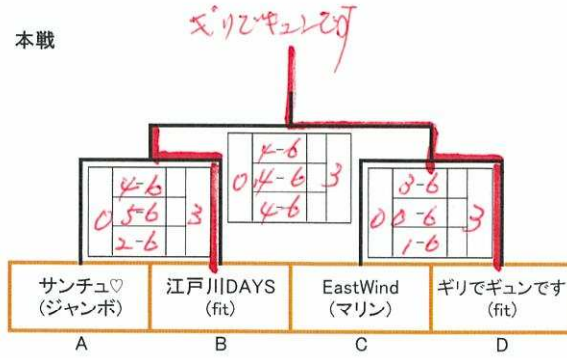 ギリでギュンです
本戦
4-6
0 4-6 3
4-6
4-6
0 5-6 3
2-6
3-6
0 0-6 3
1-6
サンチュ♡ 江戸川DAYS EastWind ギリでギュンです
(ジャンボ) (fit) (マリン) (fit)
A B C D